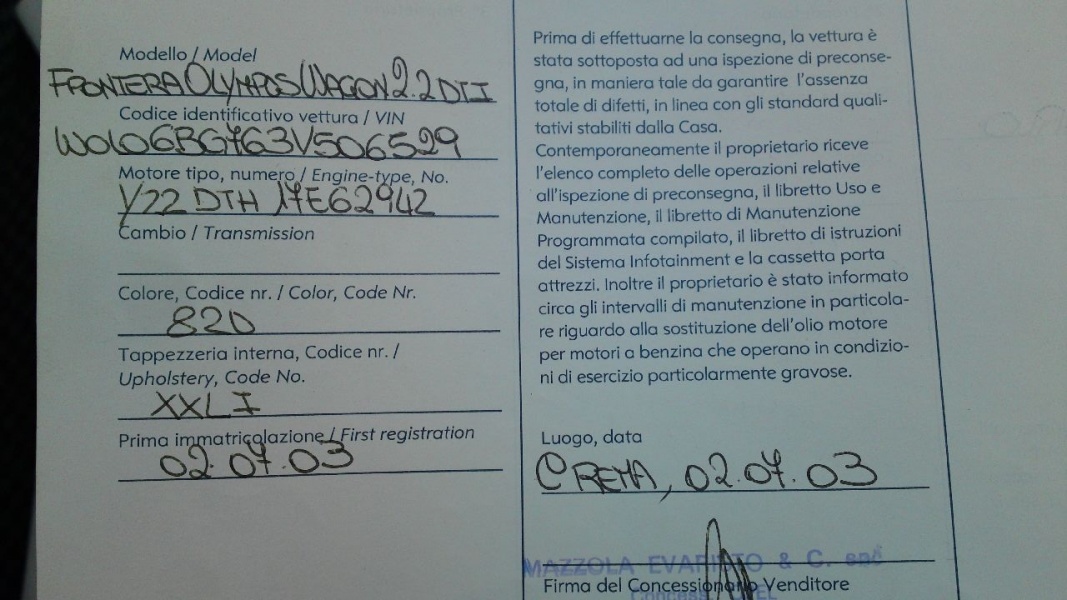 Modello / Model
FRONTERA OLYMPOS WAGON 2.2 DTI
Codice identificativo vettura / VIN
WOLO6BG763V506529
Motore tipo, numero / Engine-type, No.
Y22 DTH 17E62942
Cambio / Transmission
Colore, Codice nr. / Color, Code Nr.
820
Tappezzeria interna, Codice nr. /
Upholstery, Code No.
XXLI
Prima immatricolazione / First registration
02.07.03
Prima di effettuarne la consegna, la vettura è
stata sottoposta ad una ispezione di preconse-
gna, in maniera tale da garantire l'assenza
totale di difetti, in linea con gli standard quali-
tativi stabiliti dalla Casa.
Contemporaneamente il proprietario riceve
l'elenco completo delle operazioni relative
all'ispezione di preconsegna, il libretto Uso e
Manutenzione, il libretto di Manutenzione
Programmata compilato, il libretto di istruzioni
del Sistema Infotainment e la cassetta porta
attrezzi. Inoltre il proprietario è stato informato
circa gli intervalli di manutenzione in particola-
re riguardo alla sostituzione dell'olio motore
per motori a benzina che operano in condizio-
ni di esercizio particolarmente gravose.
Luogo, data
CREMA, 02.07.03
MAZZOLA EVARISTO & C. snc
Firma del Concessionario Venditore